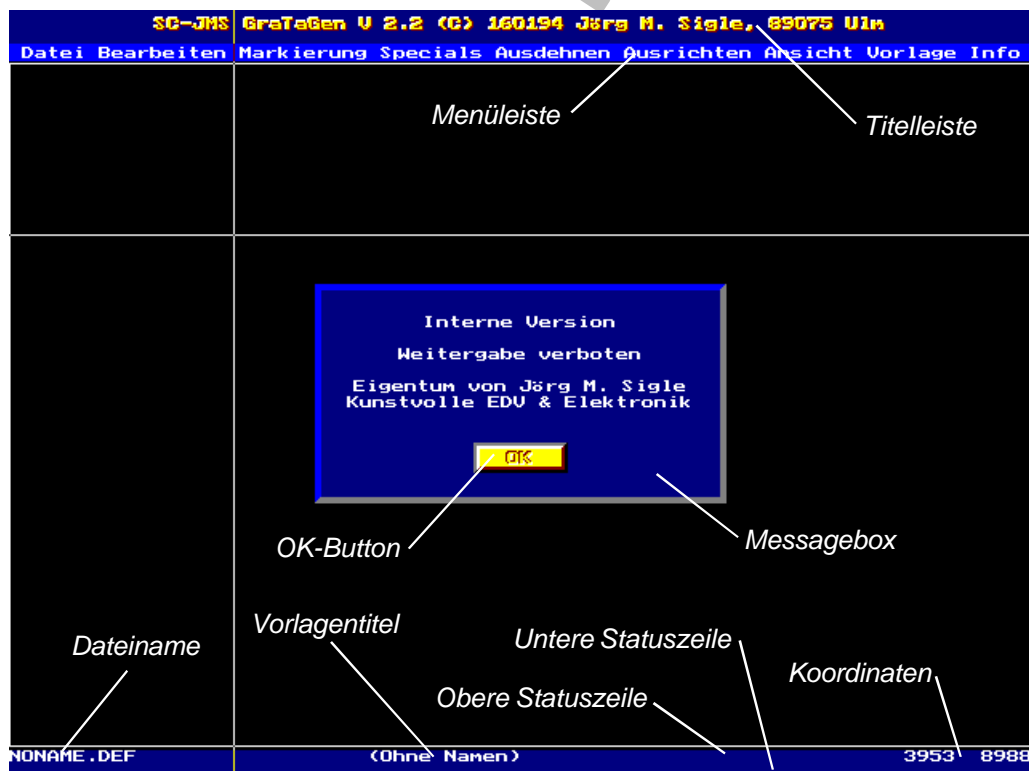 SC-JMS GraTaGen V 2.2 (C) 160194 Jörg M. Sigle, 89075 Ulm
Datei Bearbeiten Markierung Specials Ausdehnen Ausrichten Ansicht Vorlage Info
Menüleiste
Titelleiste
Interne Version
Weitergabe verboten
Eigentum von Jörg M. Sigle
Kunstvolle EDV & Elektronik
OK
OK-Button
Messagebox
Vorlagentitel
Dateiname
Untere Statuszeile
Koordinaten
Obere Statuszeile
NONAME.DEF (Ohne Namen) 3953 8988